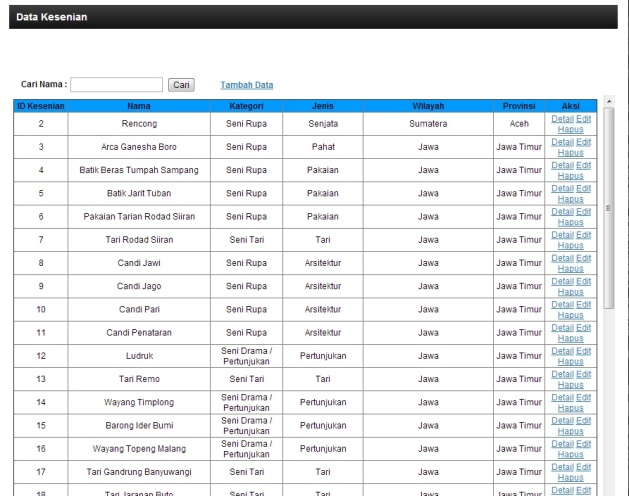 Data Kesenian
Cari Nama : Cari Tambah Data
ID Kesenian Nama Kategori Jenis Wilayah Provinsi Aksi
2 Rencong Seni Rupa Senjata Sumatera Aceh Detail Edit
Hapus
3 Arca Ganesha Boro Seni Rupa Pahat Jawa Jawa Timur Detail Edit
Hapus
4 Batik Beras Tumpah Sampang Seni Rupa Pakaian Jawa Jawa Timur Detail Edit
Hapus
5 Batik Jarit Tuban Seni Rupa Pakaian Jawa Jawa Timur Detail Edit
Hapus
6 Pakaian Tarian Rodad Siiran Seni Rupa Pakaian Jawa Jawa Timur Detail Edit
Hapus
7 Tari Rodad Siiran Seni Tari Tari Jawa Jawa Timur Detail Edit
Hapus
8 Candi Jawi Seni Rupa Arsitektur Jawa Jawa Timur Detail Edit
Hapus
9 Candi Jago Seni Rupa Arsitektur Jawa Jawa Timur Detail Edit
Hapus
10 Candi Pari Seni Rupa Arsitektur Jawa Jawa Timur Detail Edit
Hapus
11 Candi Penataran Seni Rupa Arsitektur Jawa Jawa Timur Detail Edit
Hapus
12 Ludruk Seni Drama / Pertunjukan Pertunjukan Jawa Jawa Timur Detail Edit
Hapus
13 Tari Remo Seni Tari Tari Jawa Jawa Timur Detail Edit
Hapus
14 Wayang Timplong Seni Drama / Pertunjukan Pertunjukan Jawa Jawa Timur Detail Edit
Hapus
15 Barong Ider Bumi Seni Drama / Pertunjukan Pertunjukan Jawa Jawa Timur Detail Edit
Hapus
16 Wayang Topeng Malang Seni Drama / Pertunjukan Pertunjukan Jawa Jawa Timur Detail Edit
Hapus
17 Tari Gandrung Banyuwangi Seni Tari Tari Jawa Jawa Timur Detail Edit
Hapus
18 Tari Jaranan Buto Seni Tari Tari Jawa Jawa Timur Detail Edit